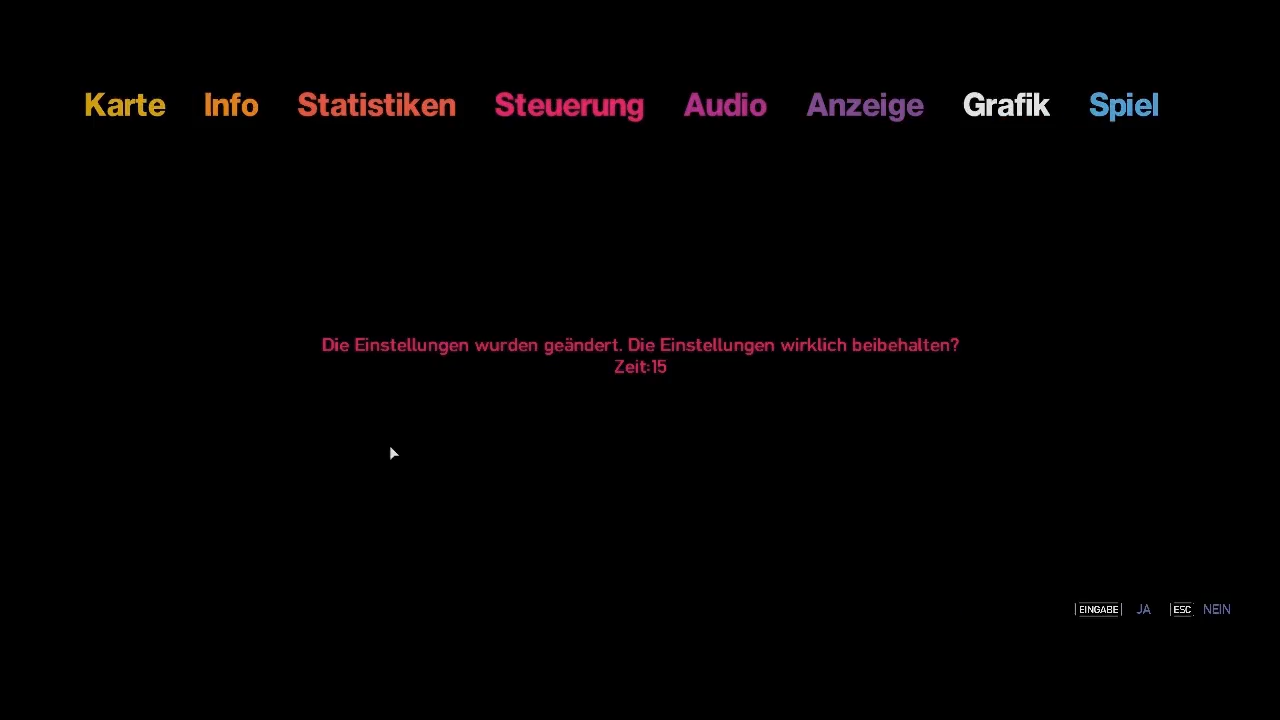 Karte Info Statistiken Steuerung Audio Anzeige Grafik Spiel
Die Einstellungen wurden geändert. Die Einstellungen wirklich beibehalten?
Zeit:15
EINGABE JA ESC NEIN